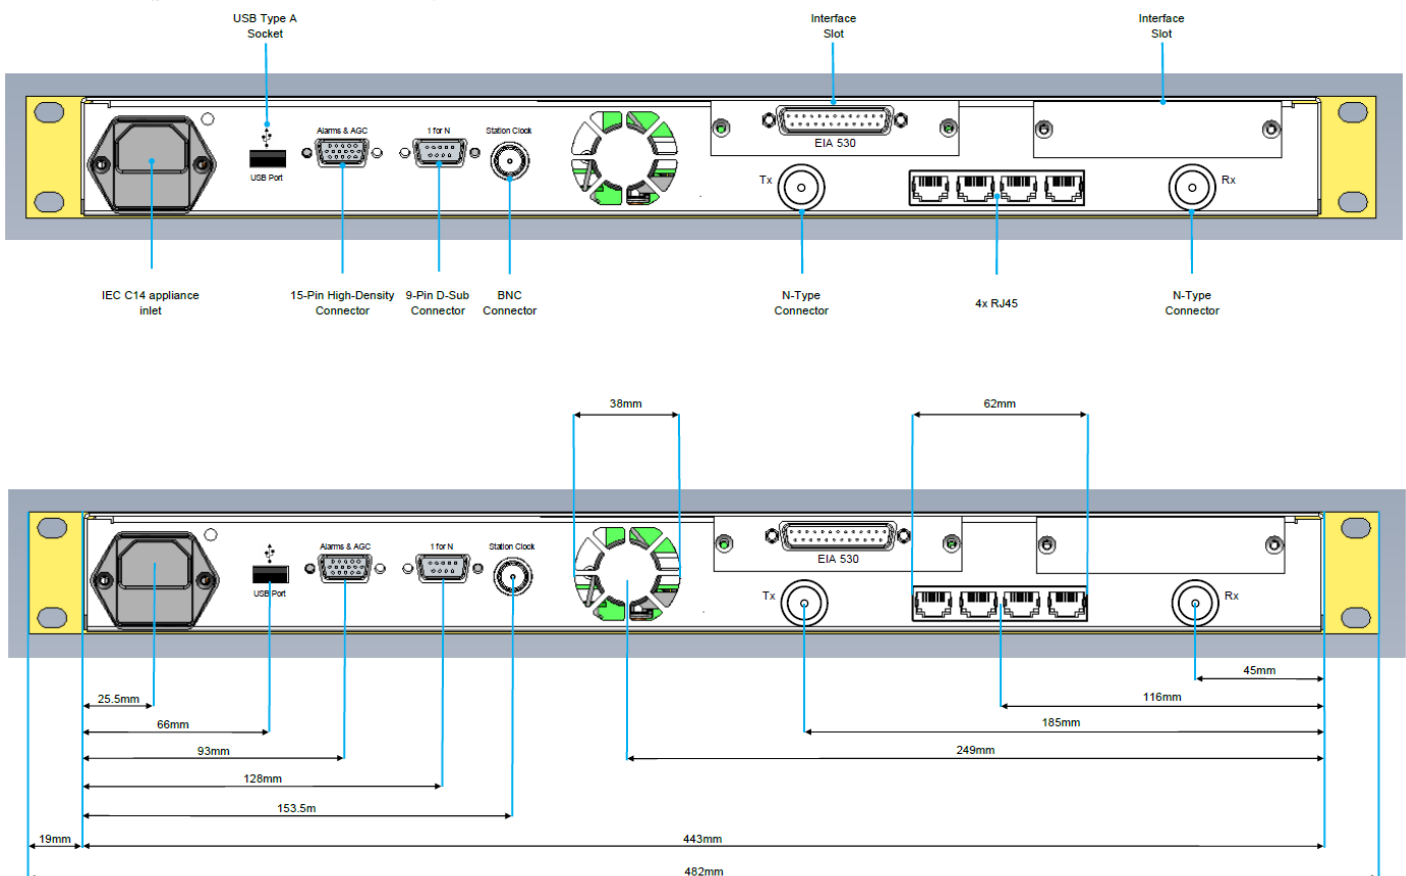 USB Type A
Socket
Interface
Slot
Interface
Slot
Alarms & AGC
1 for N
Station Clock
USB Port
EIA 530
Tx
Rx
IEC C14 appliance
inlet
15-Pin High-Density
Connector
9-Pin D-Sub
Connector
BNC
Connector
N-Type
Connector
4x RJ45
N-Type
Connector
38mm
62mm
Alarms & AGC
1 for N
Station Clock
USB Port
EIA 530
Tx
Rx
25.5mm
45mm
116mm
66mm
185mm
93mm
249mm
128mm
153.5m
19mm
443mm
482mm